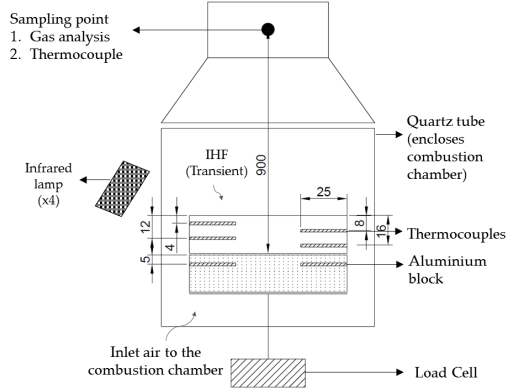 Sampling point
1. Gas analysis
2. Thermocouple
Quartz tube
(encloses
combustion
chamber)
IHF
(Transient)
900
Infrared
lamp
(x4)
25
12
4
5
8
16
Thermocouples
Aluminium
block
Inlet air to the
combustion chamber
Load Cell